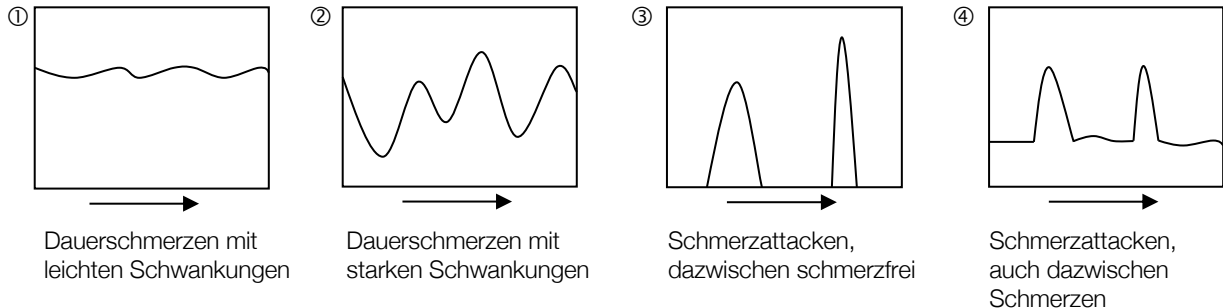 ①
Dauerschmerzen mit
leichten Schwankungen
②
Dauerschmerzen mit
starken Schwankungen
③
Schmerzattacken,
dazwischen schmerzfrei
④
Schmerzattacken,
auch dazwischen
Schmerzen